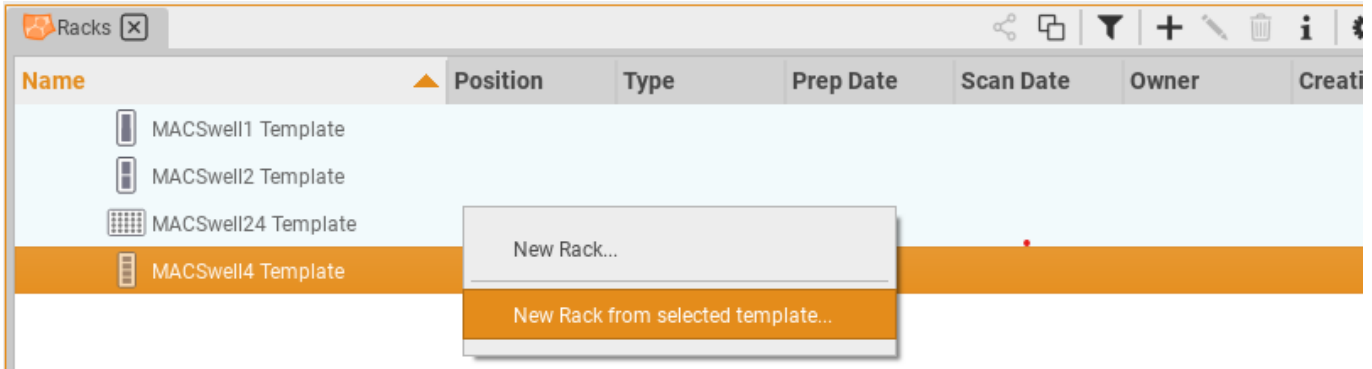 Racks
Name Position Type Prep Date Scan Date Owner Creati
MACSwell1 Template
MACSwell2 Template
MACSwell24 Template
New Rack...
MACSwell4 Template
New Rack from selected template...